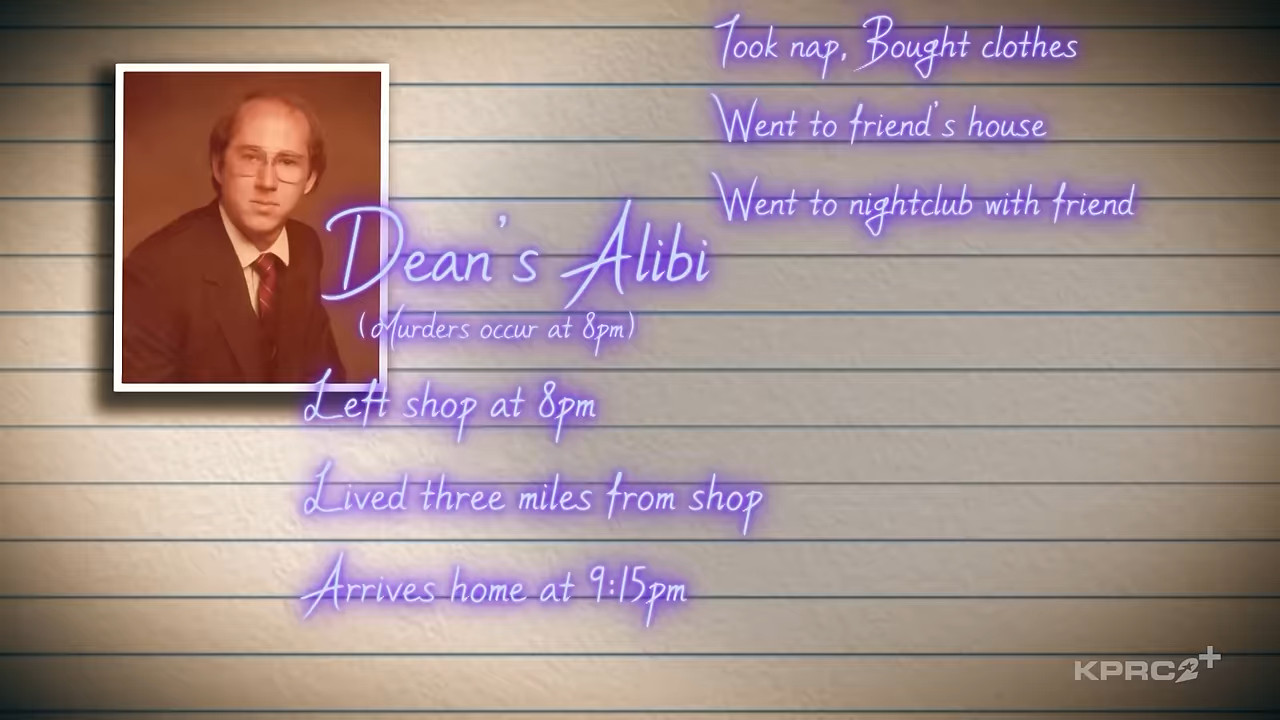 Took nap, Bought clothes
Went to friend's house
Went to nightclub with friend
Dean's Alibi
(Murders occur at 8pm)
Left shop at 8pm
Lived three miles from shop
Arrives home at 9:15pm
KPRC2+